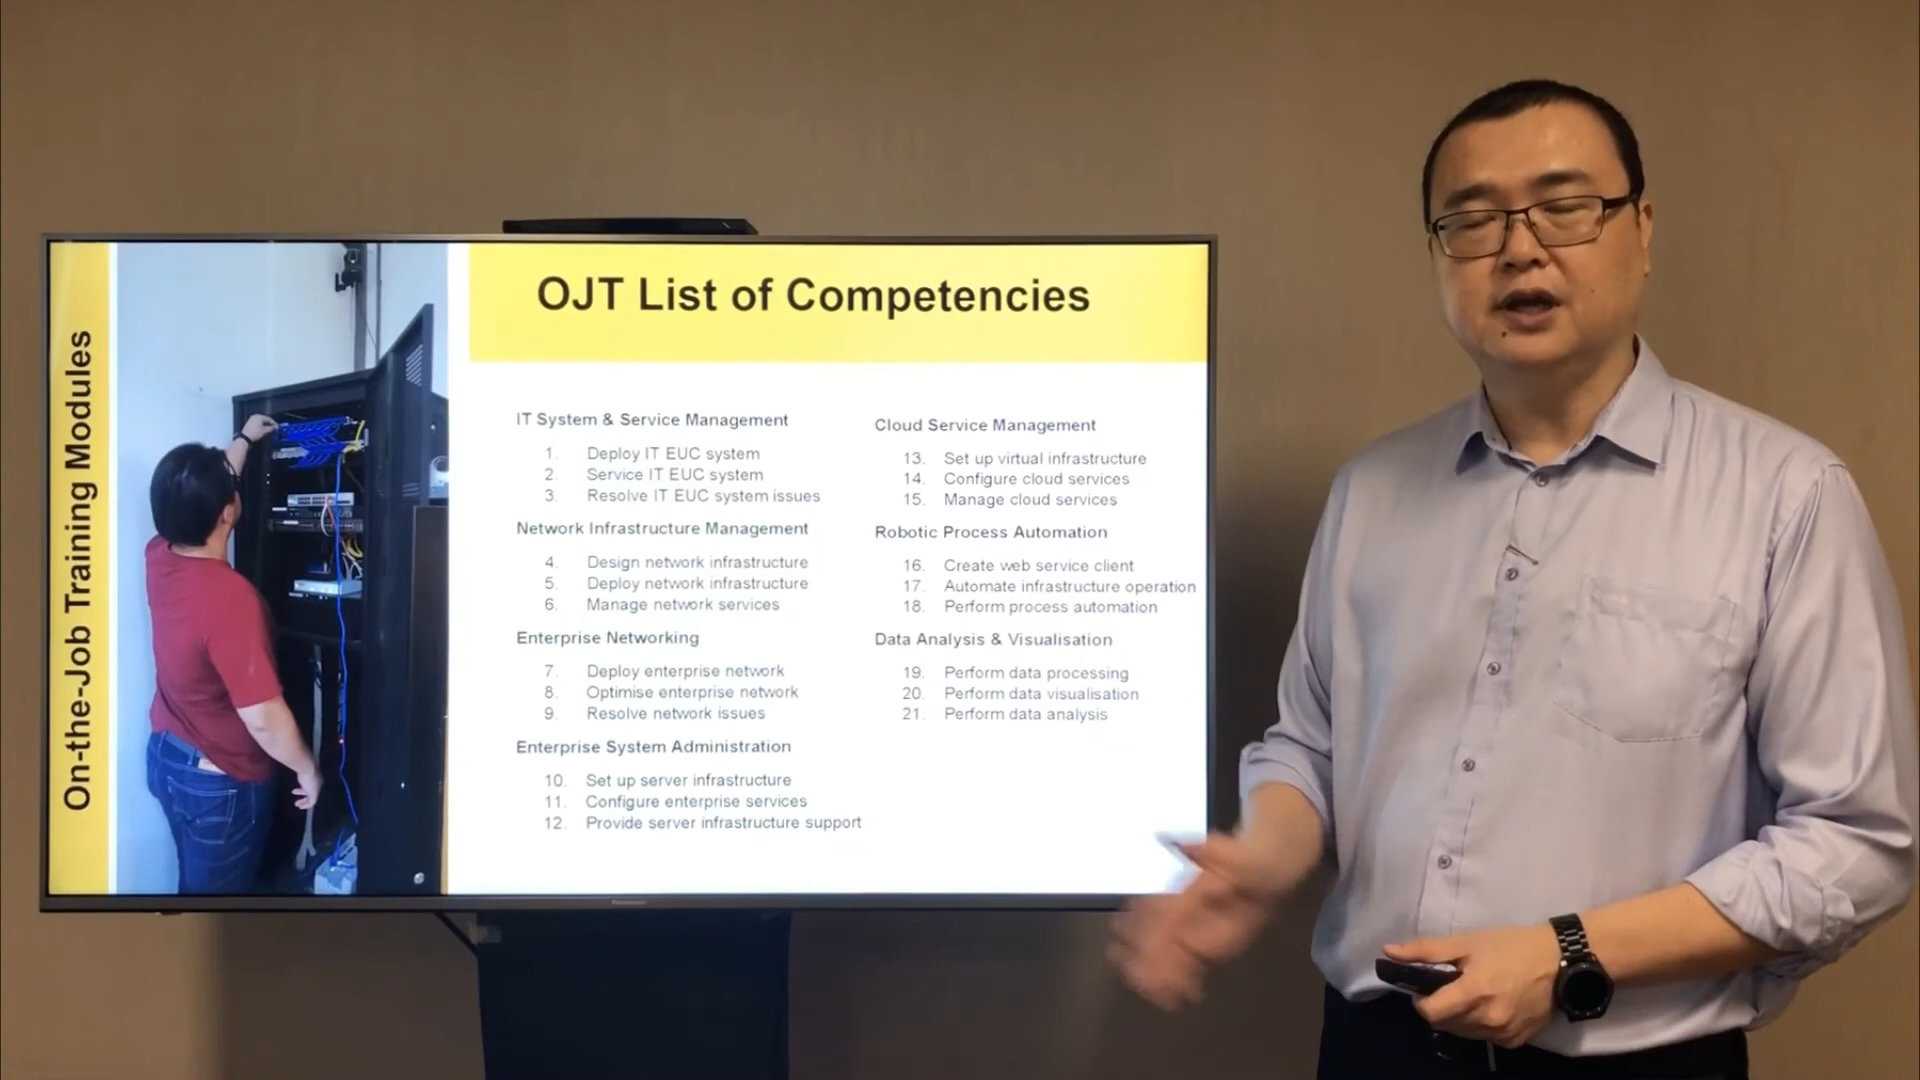 On-the-Job Training Modules
OJT List of Competencies
IT System & Service Management
1. Deploy IT EUC system
2. Service IT EUC system
3. Resolve IT EUC system issues
Network Infrastructure Management
4. Design network infrastructure
5. Deploy network infrastructure
6. Manage network services
Enterprise Networking
7. Deploy enterprise network
8. Optimise enterprise network
9. Resolve network issues
Enterprise System Administration
10. Set up server infrastructure
11. Configure enterprise services
12. Provide server infrastructure support
Cloud Service Management
13. Set up virtual infrastructure
14. Configure cloud services
15. Manage cloud services
Robotic Process Automation
16. Create web service client
17. Automate infrastructure operation
18. Perform process automation
Data Analysis & Visualisation
19. Perform data processing
20. Perform data visualisation
21. Perform data analysis